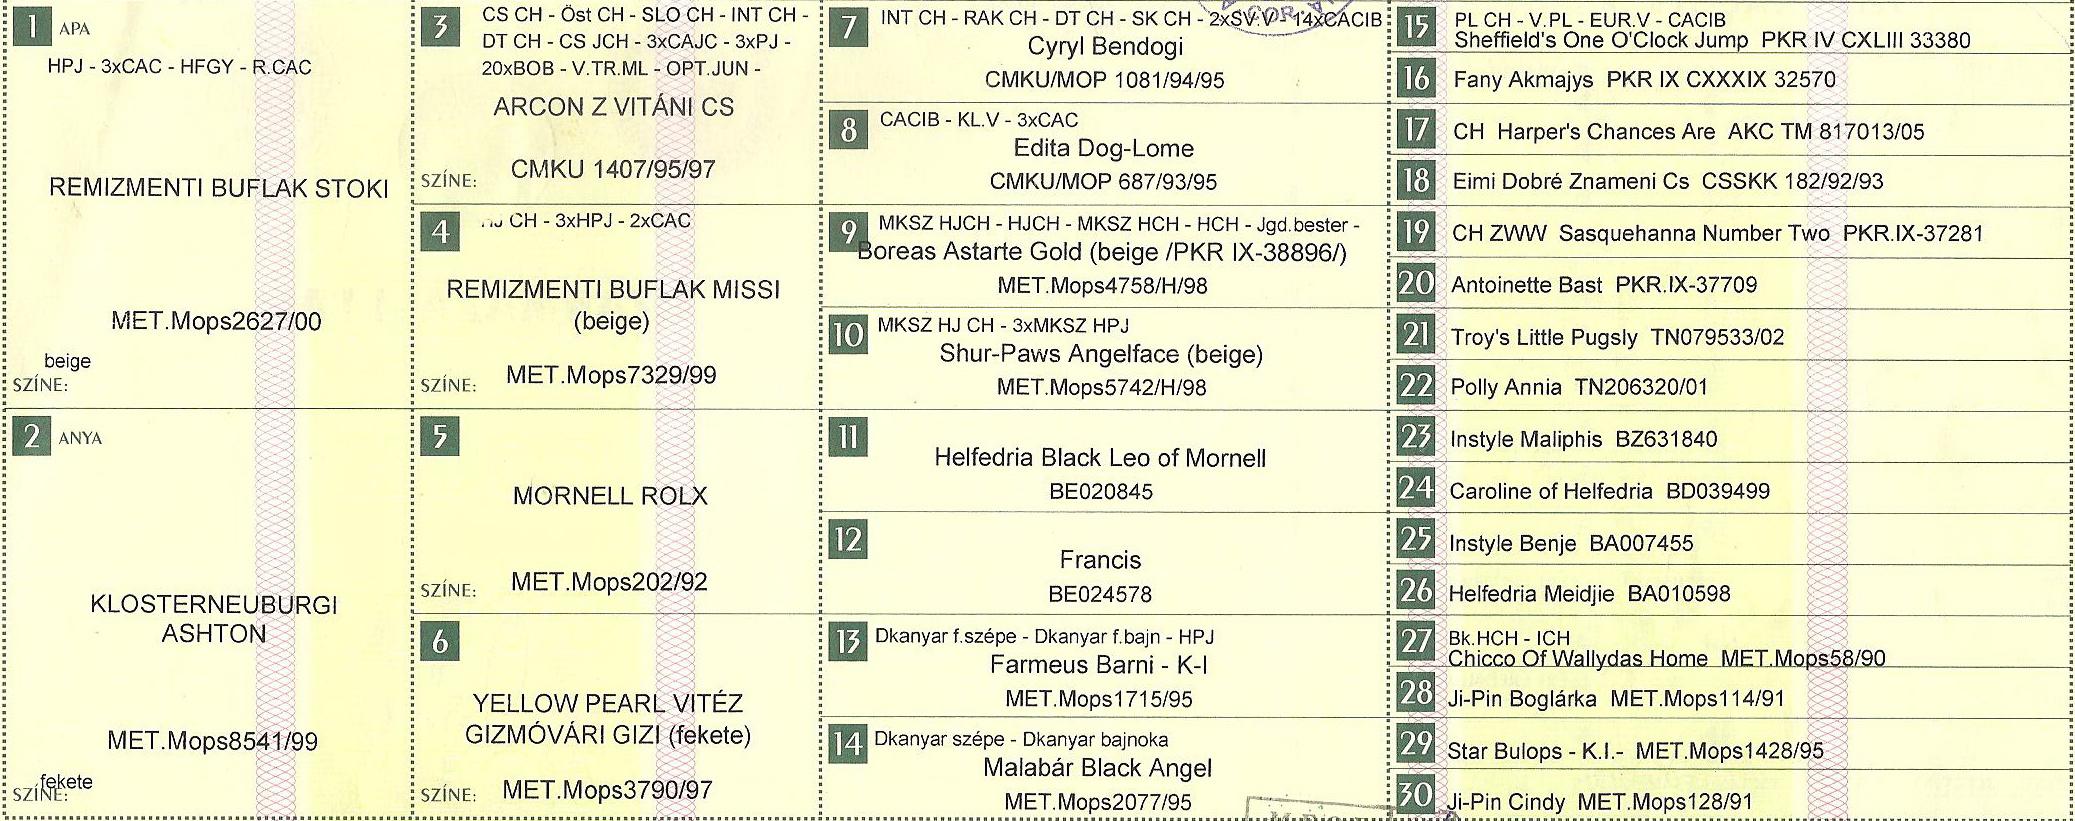 1 APA
HPJ - 3xCAC - HFGY - R.CAC
REMIZMENTI BUFLAK STOKI
MET.Mops2627/00
beige
SZÍNE:
2 ANYA
KLOSTERNEUBURGI
ASHTON
MET.Mops8541/99
fekete
SZÍNE:
3 CS CH - Öst CH - SLO CH - INT CH -
DT CH - CS JCH - 3xCAJC - 3xPJ -
20xBOB - V.TR.ML - OPT.JUN -
ARCON Z VITÁNI CS
SZÍNE: CMKU 1407/95/97
4 HJ CH - 3xHPJ - 2xCAC
REMIZMENTI BUFLAK MISSI
(beige)
SZÍNE: MET.Mops7329/99
5
MORNELL ROLX
SZÍNE: MET.Mops202/92
6
YELLOW PEARL VITÉZ
GIZMÓVÁRI GIZI (fekete)
SZÍNE: MET.Mops3790/97
7 INT CH - RAK CH - DT CH - SK CH - 2xSV.V - 14xCACIB
Cyryl Bendogi
CMKU/MOP 1081/94/95
8 CACIB - KL.V - 3xCAC
Edita Dog-Lome
CMKU/MOP 687/93/95
9 MKSZ HJCH - HJCH - MKSZ HCH - HCH - Jgd.bester -
Boreas Astarte Gold (beige /PKR IX-38896/)
MET.Mops4758/H/98
10 MKSZ HJ CH - 3xMKSZ HPJ
Shur-Paws Angelface (beige)
MET.Mops5742/H/98
11
Helfedria Black Leo of Mornell
BE020845
12
Francis
BE024578
13 Dkanyar f.szépe - Dkanyar f.bajn - HPJ
Farmeus Barni - K-I
MET.Mops1715/95
14 Dkanyar szépe - Dkanyar bajnoka
Malabár Black Angel
MET.Mops2077/95
15 PL CH - V.PL - EUR.V - CACIB
Sheffield's One O'Clock Jump PKR IV CXLIII 33380
16 Fany Akmajys PKR IX CXXXIX 32570
17 CH Harper's Chances Are AKC TM 817013/05
18 Eimi Dobré Znameni Cs CSSKK 182/92/93
19 CH ZWW Sasquehanna Number Two PKR.IX-37281
20 Antoinette Bast PKR.IX-37709
21 Troy's Little Pugsly TN079533/02
22 Polly Annia TN206320/01
23 Instyle Maliphis BZ631840
24 Caroline of Helfedria BD039499
25 Instyle Benje BA007455
26 Helfedria Meidjie BA010598
27 Bk.HCH - ICH
Chicco Of Wallydas Home MET.Mops58/90
28 Ji-Pin Boglárka MET.Mops114/91
29 Star Bulops - K.I.- MET.Mops1428/95
30 Ji-Pin Cindy MET.Mops128/91